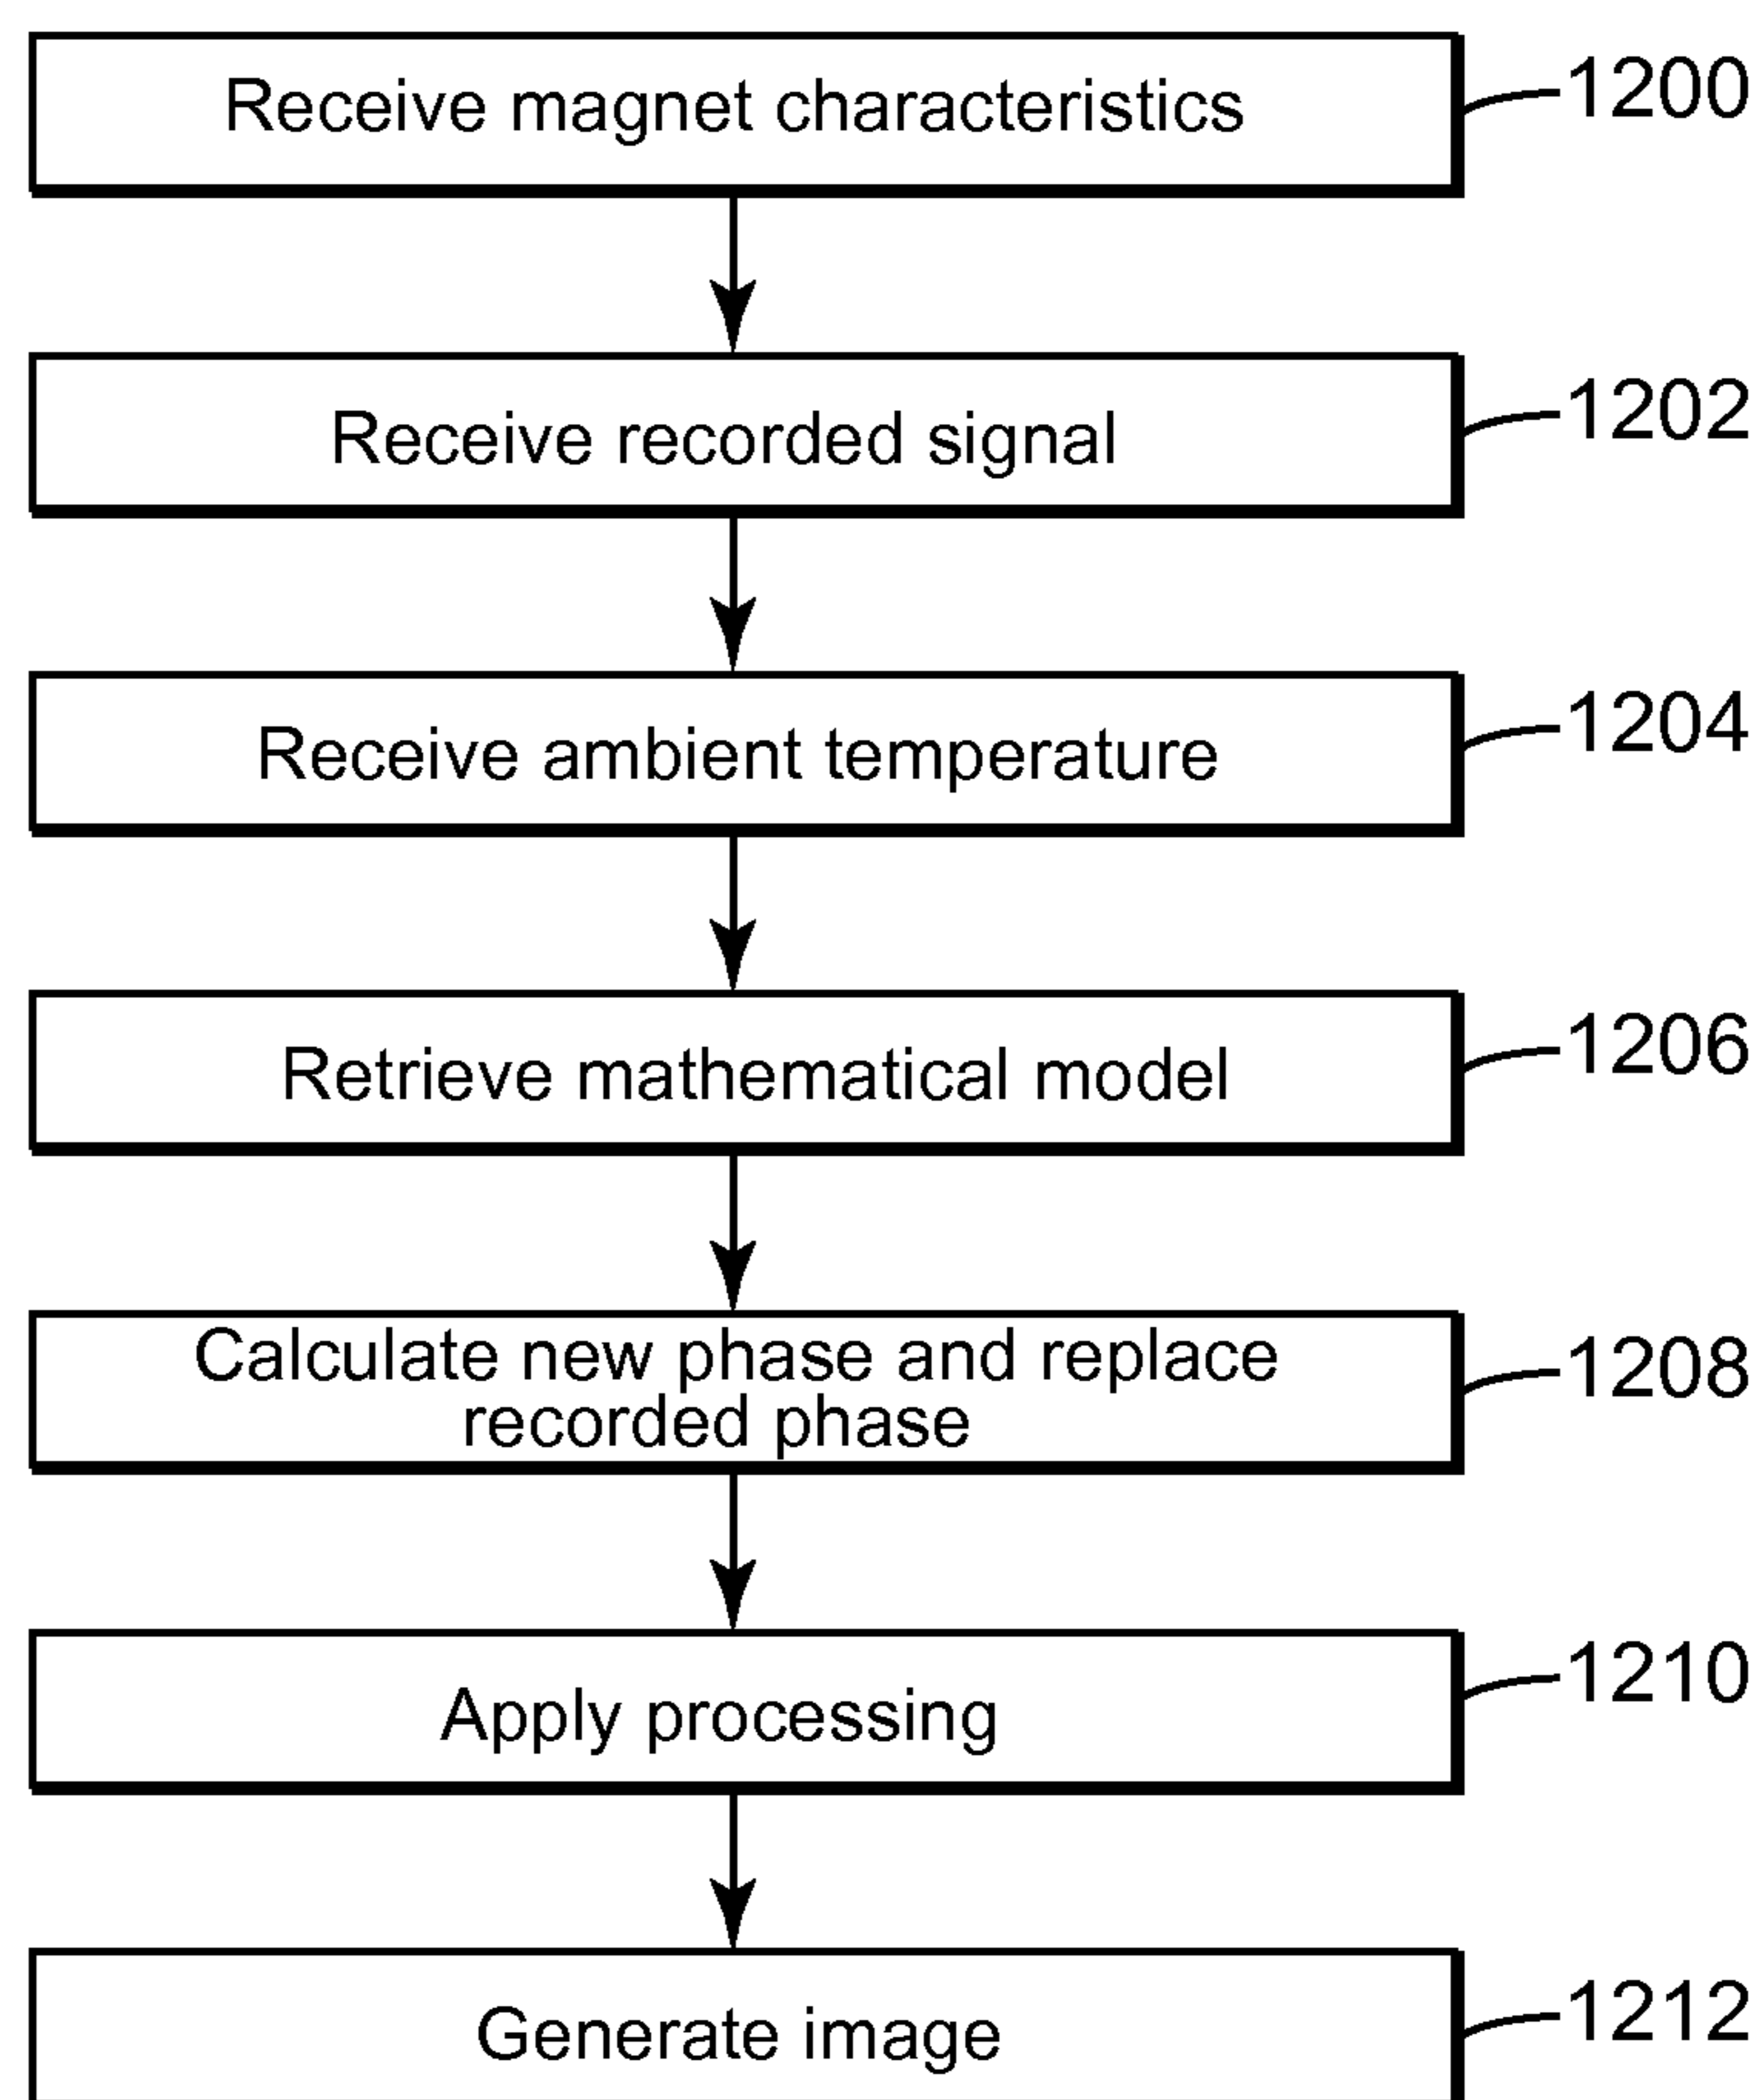 Receive magnet characteristics
1200
Receive recorded signal
1202
Receive ambient temperature
1204
Retrieve mathematical model
1206
Calculate new phase and replace
recorded phase
1208
Apply processing
1210
Generate image
1212